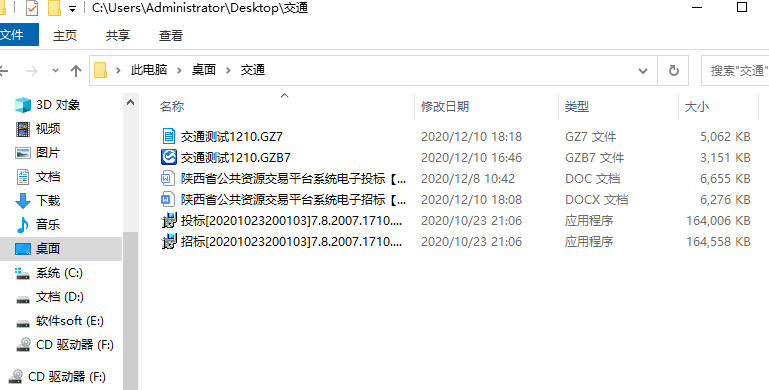 C:\Users\Administrator\Desktop\交通
文件 主页 共享 查看
此电脑 桌面 交通 搜索"交通"
名称 修改日期 类型 大小
3D 对象
视频
图片
文档
下载
音乐
桌面
系统 (C:)
文档 (D:)
软件soft (E:)
CD 驱动器 (F:)
CD 驱动器 (F:)
交通测试1210.GZ7 2020/12/10 18:18 GZ7 文件 5,062 KB
交通测试1210.GZB7 2020/12/10 16:46 GZB7 文件 3,151 KB
陕西省公共资源交易平台系统电子投标【... 2020/12/8 10:42 DOC 文档 6,655 KB
陕西省公共资源交易平台系统电子招标【... 2020/12/10 18:08 DOCX 文档 6,276 KB
投标[20201023200103]7.8.2007.1710.... 2020/10/23 21:06 应用程序 164,006 KB
招标[20201023200103]7.8.2007.1710.... 2020/10/23 21:06 应用程序 164,558 KB